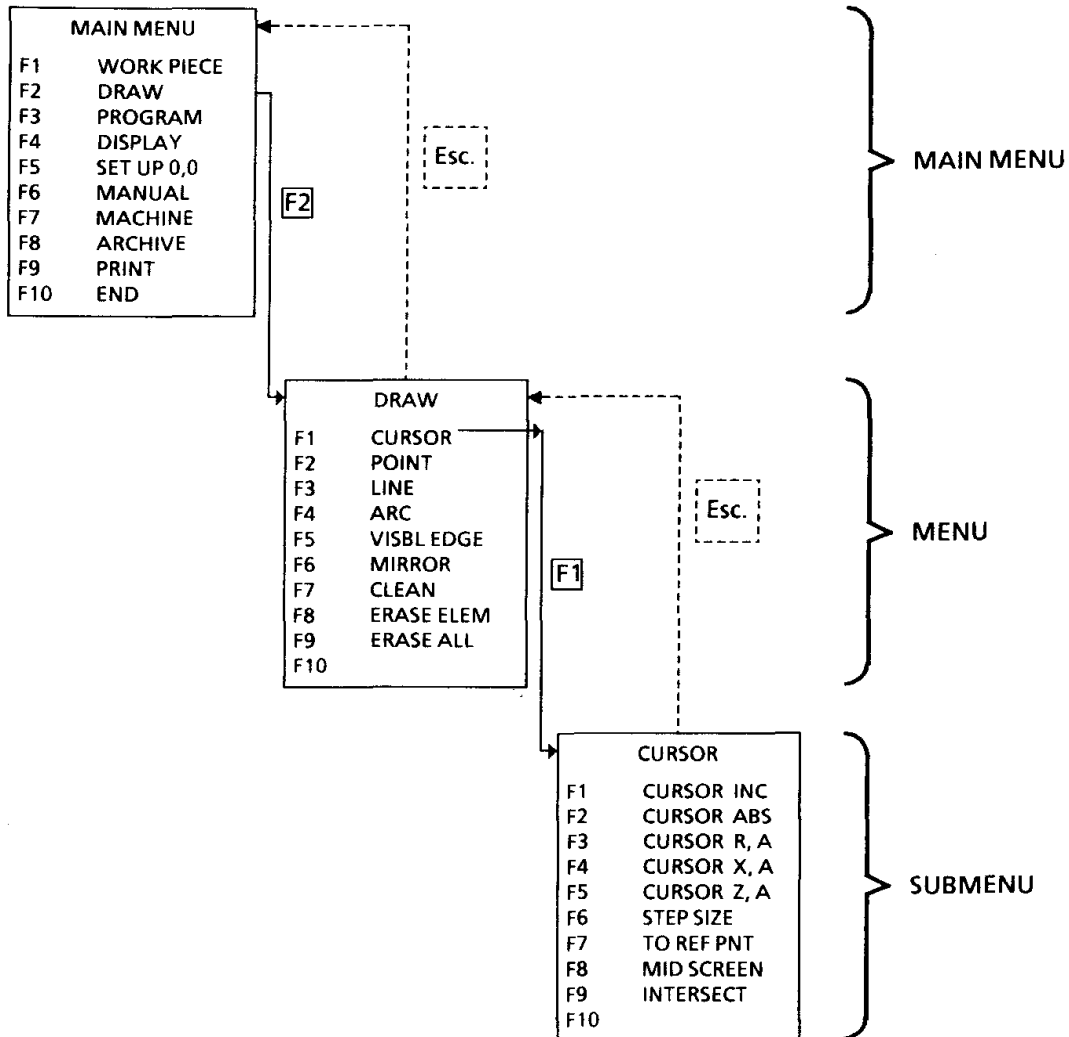 MAIN MENU
F1 WORK PIECE
F2 DRAW
F3 PROGRAM
F4 DISPLAY
F5 SET UP 0,0
F6 MANUAL
F7 MACHINE
F8 ARCHIVE
F9 PRINT
F10 END
Esc.
F2
MAIN MENU
DRAW
F1 CURSOR
F2 POINT
F3 LINE
F4 ARC
F5 VISBL EDGE
F6 MIRROR
F7 CLEAN
F8 ERASE ELEM
F9 ERASE ALL
F10
Esc.
F1
MENU
CURSOR
F1 CURSOR INC
F2 CURSOR ABS
F3 CURSOR R, A
F4 CURSOR X, A
F5 CURSOR Z, A
F6 STEP SIZE
F7 TO REF PNT
F8 MID SCREEN
F9 INTERSECT
F10
SUBMENU